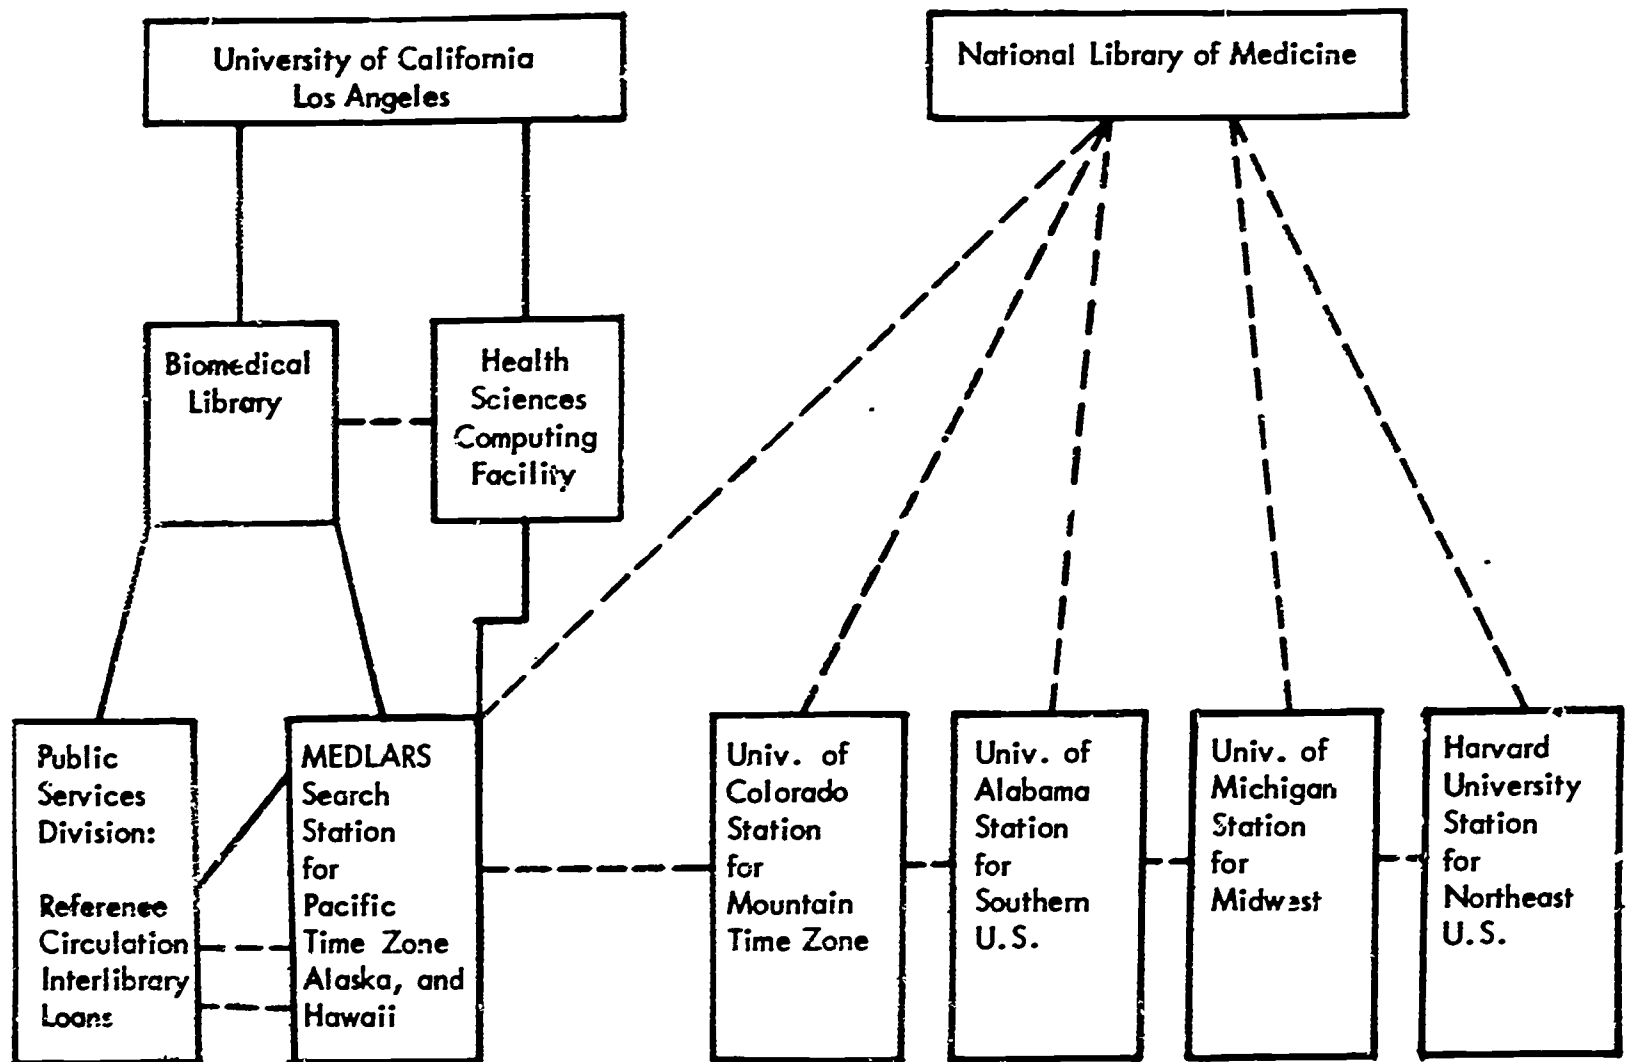 University of California
Los Angeles
National Library of Medicine
Biomedical
Library
Health
Sciences
Computing
Facility
Public
Services
Division:
Reference
Circulation
Interlibrary
Loans
MEDLARS
Search
Station
for
Pacific
Time Zone
Alaska, and
Hawaii
Univ. of
Colorado
Station
for
Mountain
Time Zone
Univ. of
Alabama
Station
for
Southern
U.S.
Univ. of
Michigan
Station
for
Midwest
Harvard
University
Station
for
Northeast
U.S.